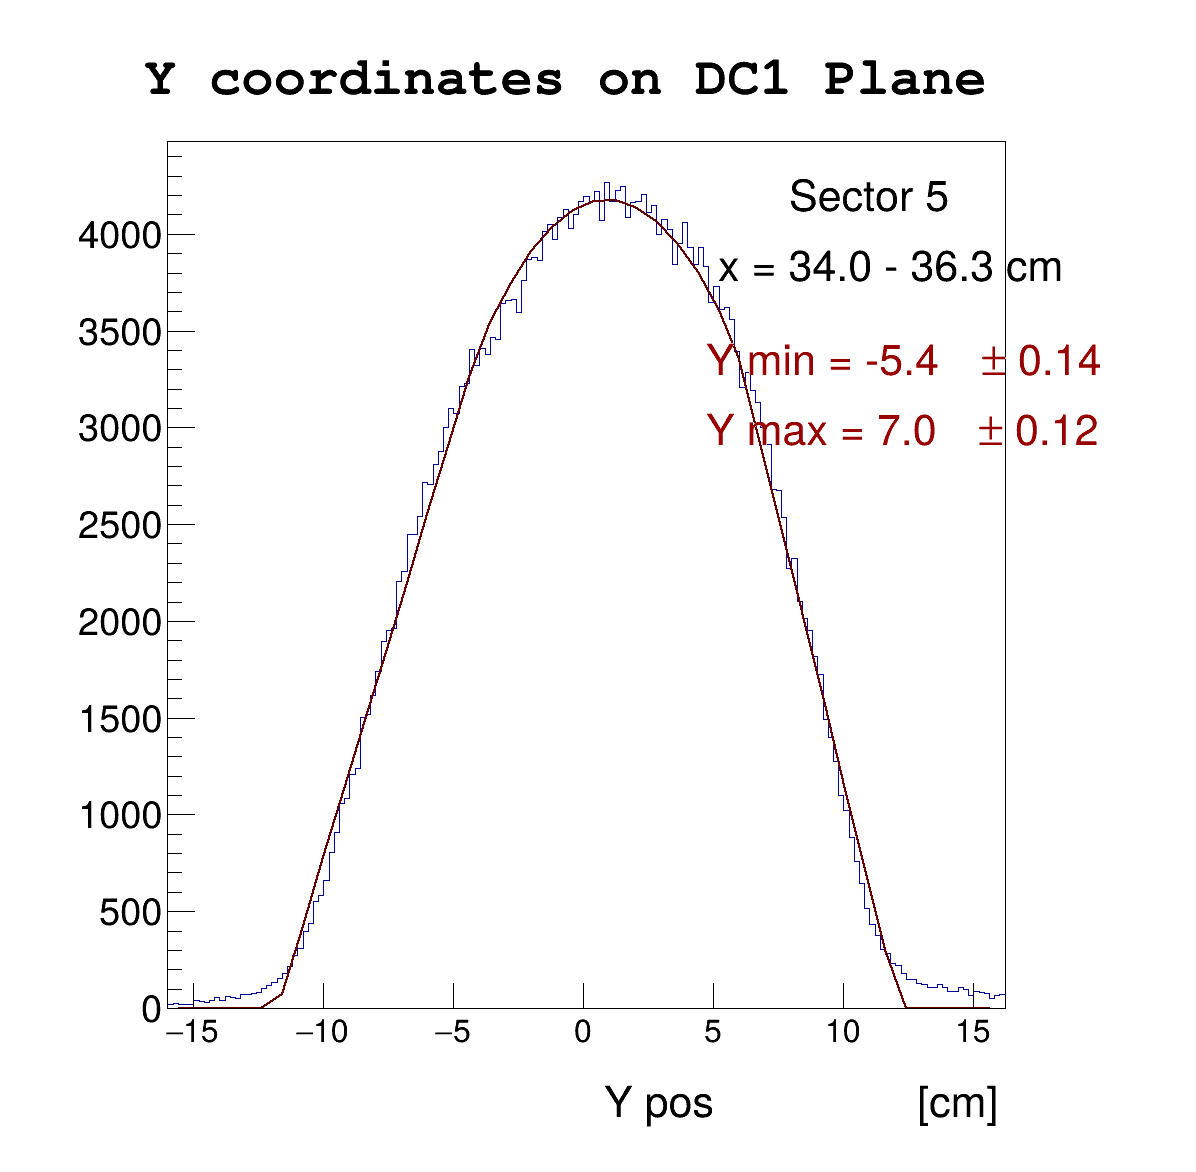 Y coordinates on DC1 Plane
Sector 5
x = 34.0 - 36.3 cm
Y min = -5.4 ± 0.14
Y max = 7.0 ± 0.12
4000
3500
3000
2500
2000
1500
1000
500
0
−15 −10 −5 0 5 10 15
Y pos [cm]